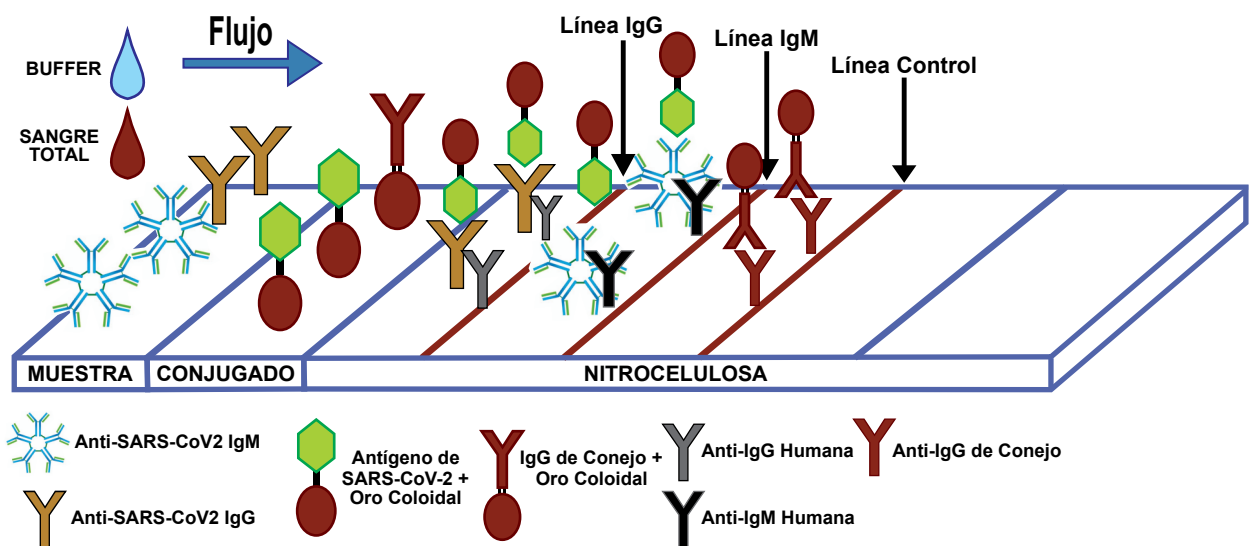 Flujo
BUFFER
SANGRE
TOTAL
Línea IgG
Línea IgM
Línea Control
MUESTRA
CONJUGADO
NITROCELULOSA
Anti-SARS-CoV2 IgM
Anti-SARS-CoV2 IgG
Antígeno de
SARS-CoV-2 +
Oro Coloidal
IgG de Conejo +
Oro Coloidal
Anti-IgG Humana
Anti-IgM Humana
Anti-IgG de Conejo